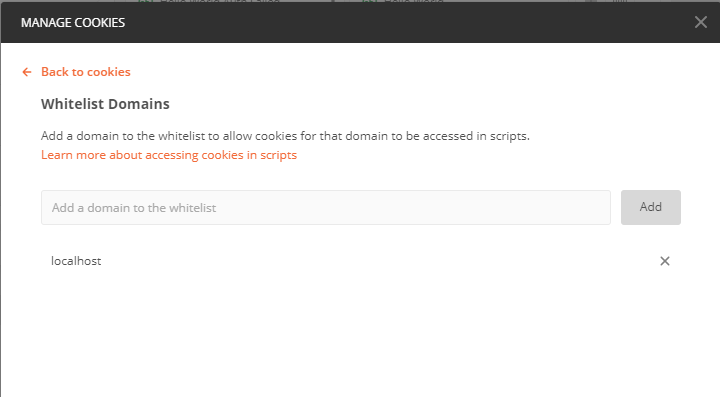 MANAGE COOKIES
Back to cookies
Whitelist Domains
Add a domain to the whitelist to allow cookies for that domain to be accessed in scripts.
Learn more about accessing cookies in scripts
Add a domain to the whitelist
Add
localhost